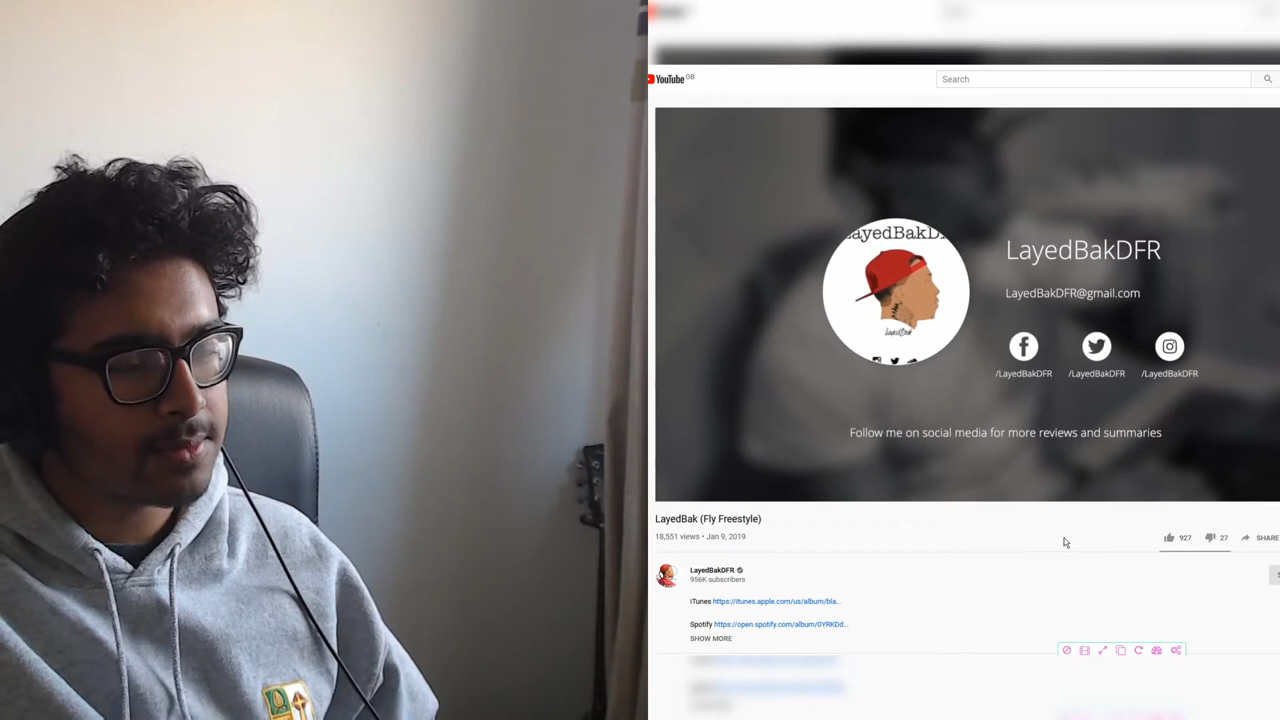 YouTube GB
Search
LayedBakDFR
LayedBak
LayedBakDFR
LayedBakDFR@gmail.com
/LayedBakDFR /LayedBakDFR /LayedBakDFR
Follow me on social media for more reviews and summaries
LayedBak (Fly Freestyle)
18,551 views • Jan 9, 2019
927 27 SHARE
LayedBakDFR
956K subscribers
iTunes https://itunes.apple.com/us/album/bla...
Spotify https://open.spotify.com/album/0YRKDd...
SHOW MORE